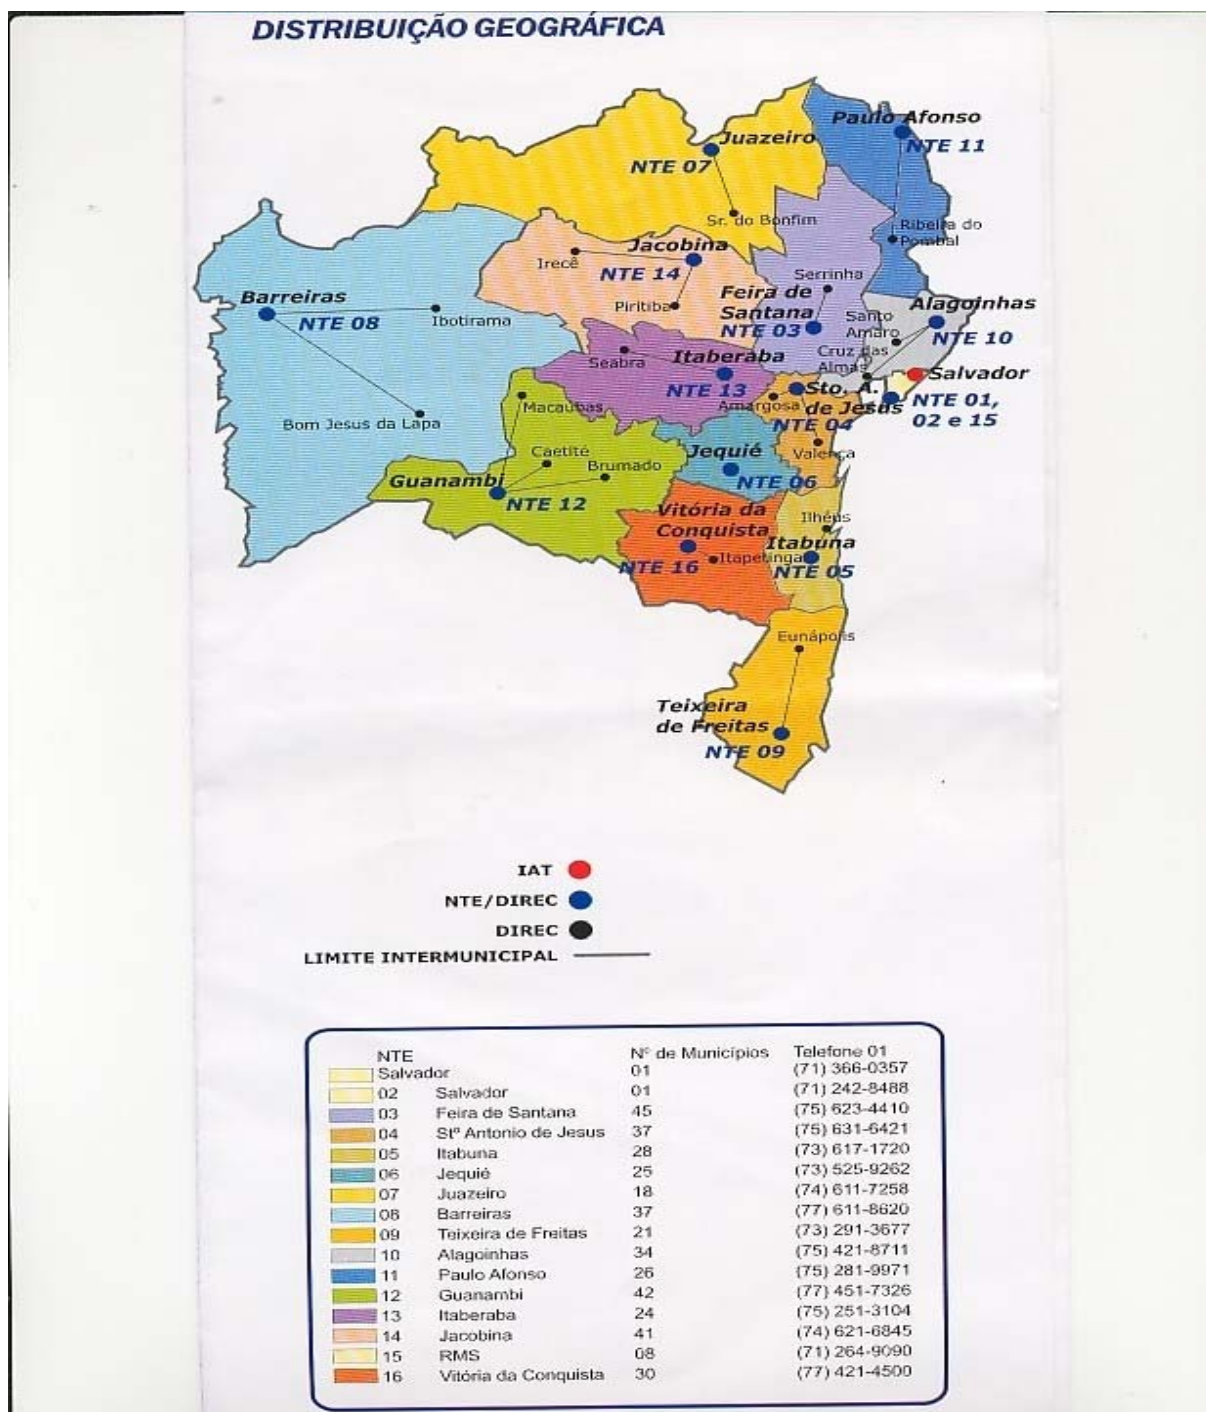 DISTRIBUIÇÃO GEOGRÁFICA
Paulo Afonso
NTE 11
Juazeiro
NTE 07
Sr. do Bonfim
Ribeira do
Pombal
Jacobina
Irecê
NTE 14
Piritiba
Serrinha
Feira de
Santana
NTE 03
Barreiras
NTE 08
Ibotirama
Santo
Amaro
Alagoinhas
NTE 10
Cruz das
Almas
Seabra
Itaberaba
NTE 13
Salvador
NTE 01,
02 e 15
Sto. A.
de Jesus
NTE 04
Amargosa
Valença
Macaúbas
Bom Jesus da Lapa
Caetité
Brumado
Guanambi
NTE 12
Jequié
NTE 06
Vitória da
Conquista
NTE 16
Itapetinga
Ilhéus
Itabuna
NTE 05
Eunápolis
Teixeira
de Freitas
NTE 09
IAT
NTE/DIREC
DIREC
LIMITE INTERMUNICIPAL
NTE Nº de Municípios Telefone 01
Salvador 01 (71) 366-0357
02 Salvador 01 (71) 242-8488
03 Feira de Santana 45 (75) 623-4410
04 Stº Antonio de Jesus 37 (75) 631-6421
05 Itabuna 28 (73) 617-1720
06 Jequié 25 (73) 525-9262
07 Juazeiro 18 (74) 611-7258
08 Barreiras 37 (77) 611-8620
09 Teixeira de Freitas 21 (73) 291-3677
10 Alagoinhas 34 (75) 421-8711
11 Paulo Afonso 26 (75) 281-9971
12 Guanambi 42 (77) 451-7326
13 Itaberaba 24 (75) 251-3104
14 Jacobina 41 (74) 621-6845
15 RMS 08 (71) 264-9090
16 Vitória da Conquista 30 (77) 421-4500